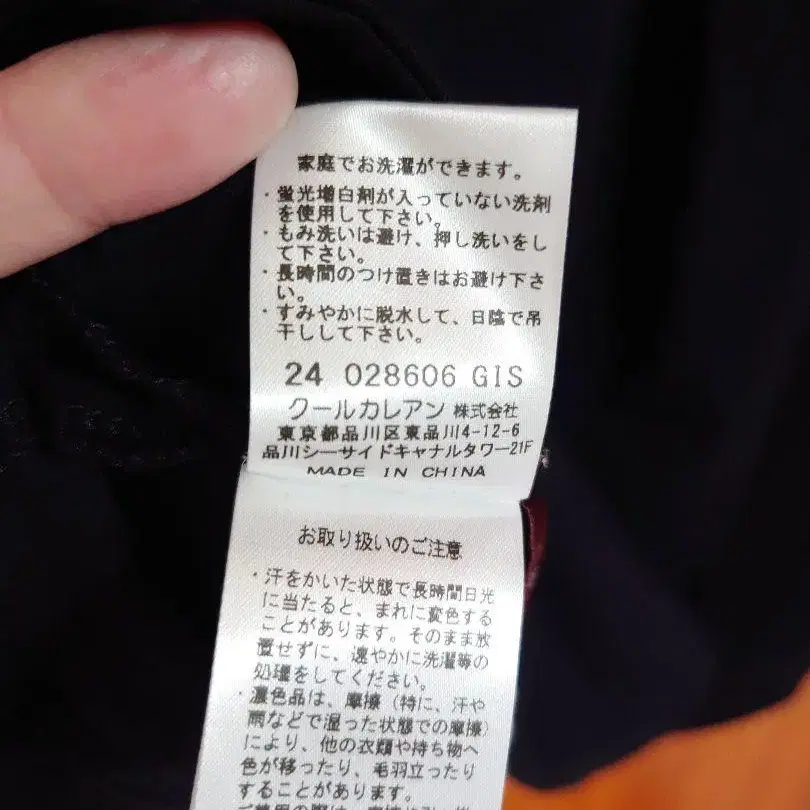 家庭でお洗濯ができます。
・蛍光増白剤が入っていない洗剤
を使用して下さい。
・もみ洗いは避け、押し洗いをし
て下さい。
・長時間のつけ置きはお避け下さ
い。
・すみやかに脱水して、日陰で吊
干しして下さい。
24 028606 GIS
クールカレアン 株式会社
東京都品川区東品川4-12-6
品川シーサイドキャナルタワー21F
MADE IN CHINA
お取り扱いのご注意
・汗をかいた状態で長時間日光
に当たると、まれに変色する
ことがあります。そのまま放
置せずに、速やかに洗濯等の
処理をしてください。
・濃色品は、摩擦（特に、汗や
雨などで湿った状態での摩擦）
により、他の衣類や持ち物へ
色が移ったり、毛羽立ったり
することがあります。